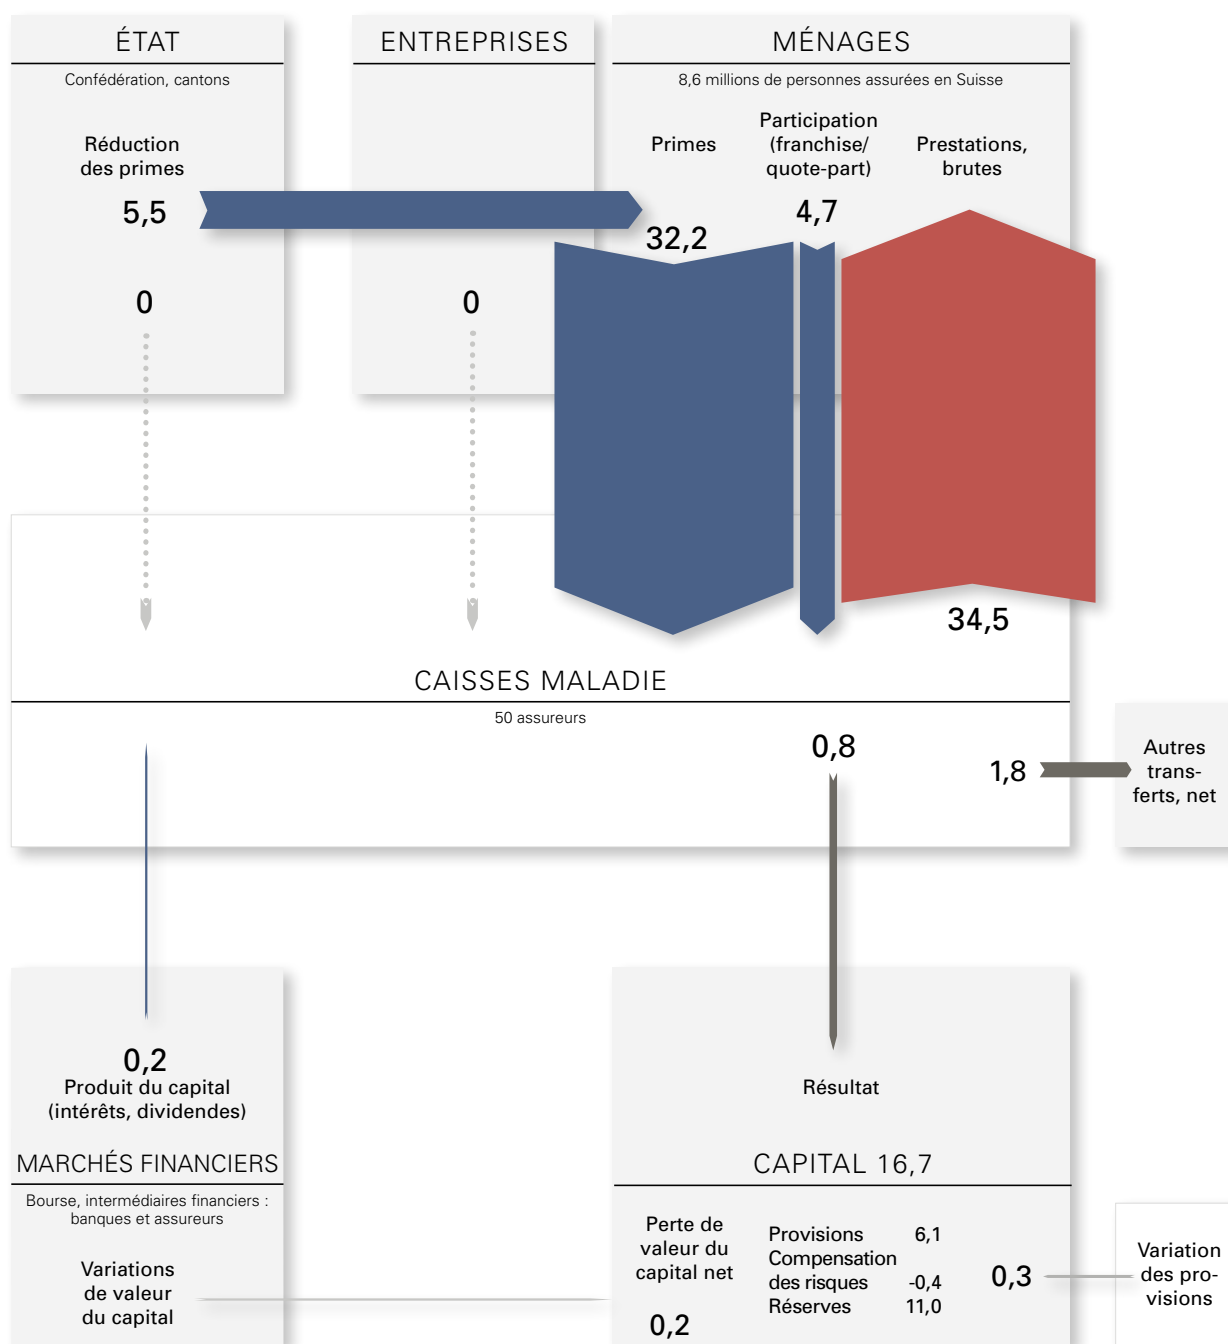 ÉTAT
Confédération, cantons
Réduction
des primes
5,5
0
ENTREPRISES
0
MÉNAGES
8,6 millions de personnes assurées en Suisse
Primes
32,2
Participation
(franchise/
quote-part)
4,7
Prestations,
brutes
34,5
CAISSES MALADIE
50 assureurs
0,8
1,8
Autres
trans-
ferts, net
0,2
Produit du capital
(intérêts, dividendes)
MARCHÉS FINANCIERS
Bourse, intermédiaires financiers :
banques et assureurs
Variations
de valeur
du capital
Résultat
CAPITAL 16,7
Perte de
valeur du
capital net
0,2
Provisions 6,1
Compensation
des risques -0,4
Réserves 11,0
0,3
Variation
des pro-
visions